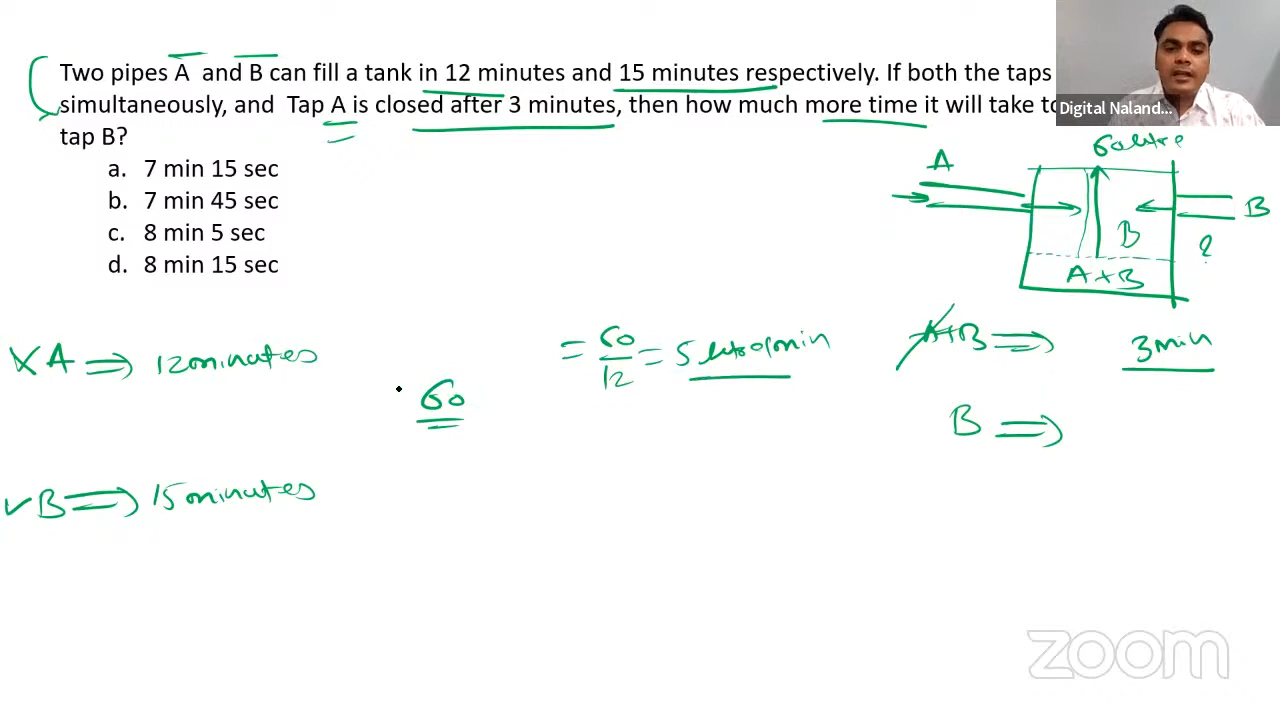 Two pipes A and B can fill a tank in 12 minutes and 15 minutes respectively. If both the taps
simultaneously, and Tap A is closed after 3 minutes, then how much more time it will take to
tap B?
a. 7 min 15 sec
b. 7 min 45 sec
c. 8 min 5 sec
d. 8 min 15 sec
Digital Naland...
60 litre
A
B
B
?
A+B
A ⇒ 12 minutes
= 60/12 = 5
A+B ⇒ 3 min
60
B ⇒
B ⇒ 15 minutes
zoom